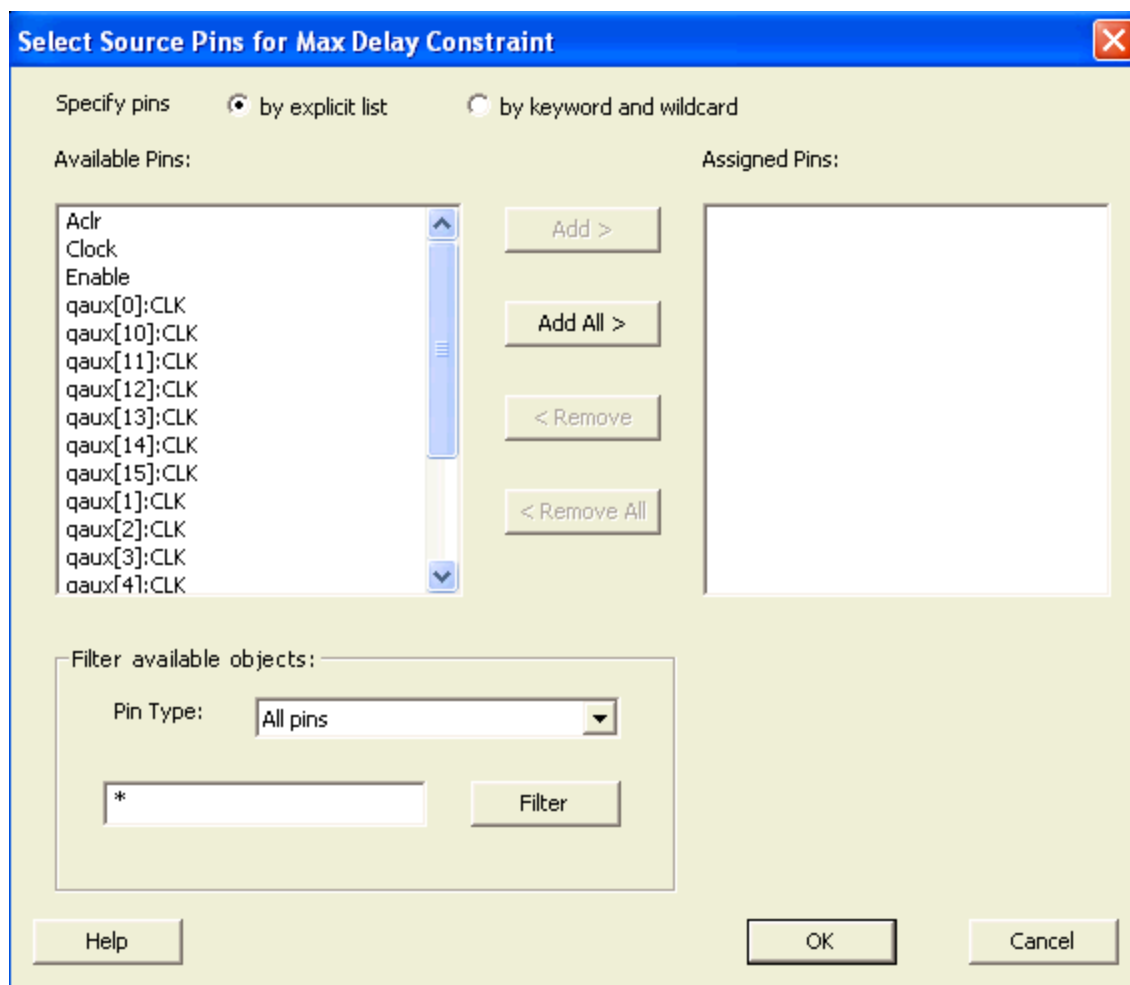 Select Source Pins for Max Delay Constraint
Specify pins by explicit list by keyword and wildcard
Available Pins: Assigned Pins:
Aclr
Clock
Enable
qaux[0]:CLK
qaux[10]:CLK
qaux[11]:CLK
qaux[12]:CLK
qaux[13]:CLK
qaux[14]:CLK
qaux[15]:CLK
qaux[1]:CLK
qaux[2]:CLK
qaux[3]:CLK
qaux[4]:CLK
Add >
Add All >
< Remove
< Remove All
Filter available objects:
Pin Type: All pins
* Filter
Help OK Cancel